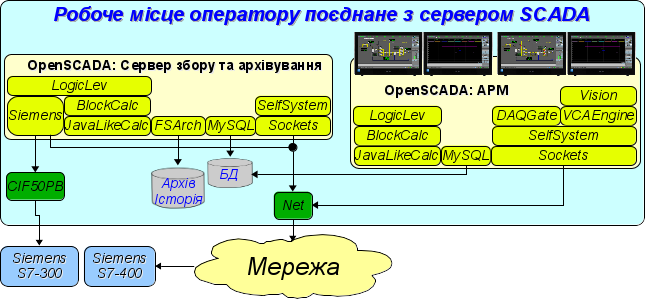 Робоче місце оператору поєднане з сервером SCADA
OpenSCADA: Сервер збору та архівування
LogicLev
Siemens
BlockCalc
JavaLikeCalc
FSArch
MySQL
SelfSystem
Sockets
OpenSCADA: АРМ
LogicLev
BlockCalc
JavaLikeCalc
MySQL
Vision
DAQGate
VCAEngine
SelfSystem
Sockets
CIF50PB
Архів
Історія
БД
Net
Siemens
S7-300
Siemens
S7-400
Мережа